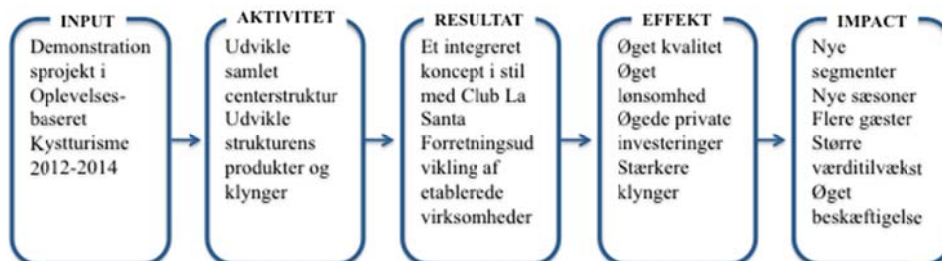 INPUT
Demonstration
sprojekt i
Oplevelses-
baseret
Kystturisme
2012-2014
AKTIVITET
Udvikle
samlet
centerstruktur
Udvikle
strukturens
produkter og
klynger
RESULTAT
Et integreret
koncept i stil
med Club La
Santa
Forretningsud
vikling af
etablerede
virksomheder
EFFEKT
Øget kvalitet
Øget
lønsomhed
Øgede private
investeringer
Stærkere
klynger
IMPACT
Nye
segmenter
Nye sæsoner
Flere gæster
Større
værditilvækst
Øget
beskæftigelse